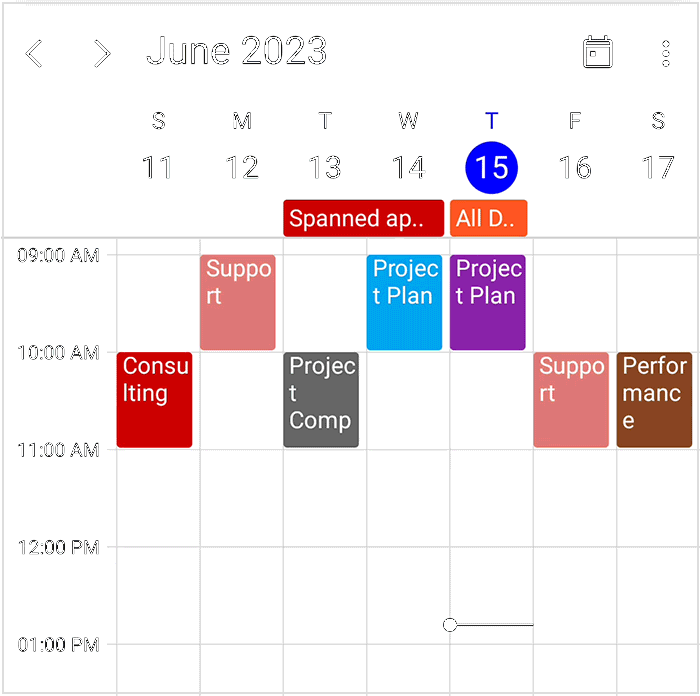 June 2023
S M T W T F S
11 12 13 14 15 16 17
Spanned ap.. All D..
09:00 AM
Suppo
rt
Projec
t Plan
Projec
t Plan
10:00 AM
Consu
lting
Projec
t
Comp
Suppo
rt
Perfor
manc
e
11:00 AM
12:00 PM
01:00 PM